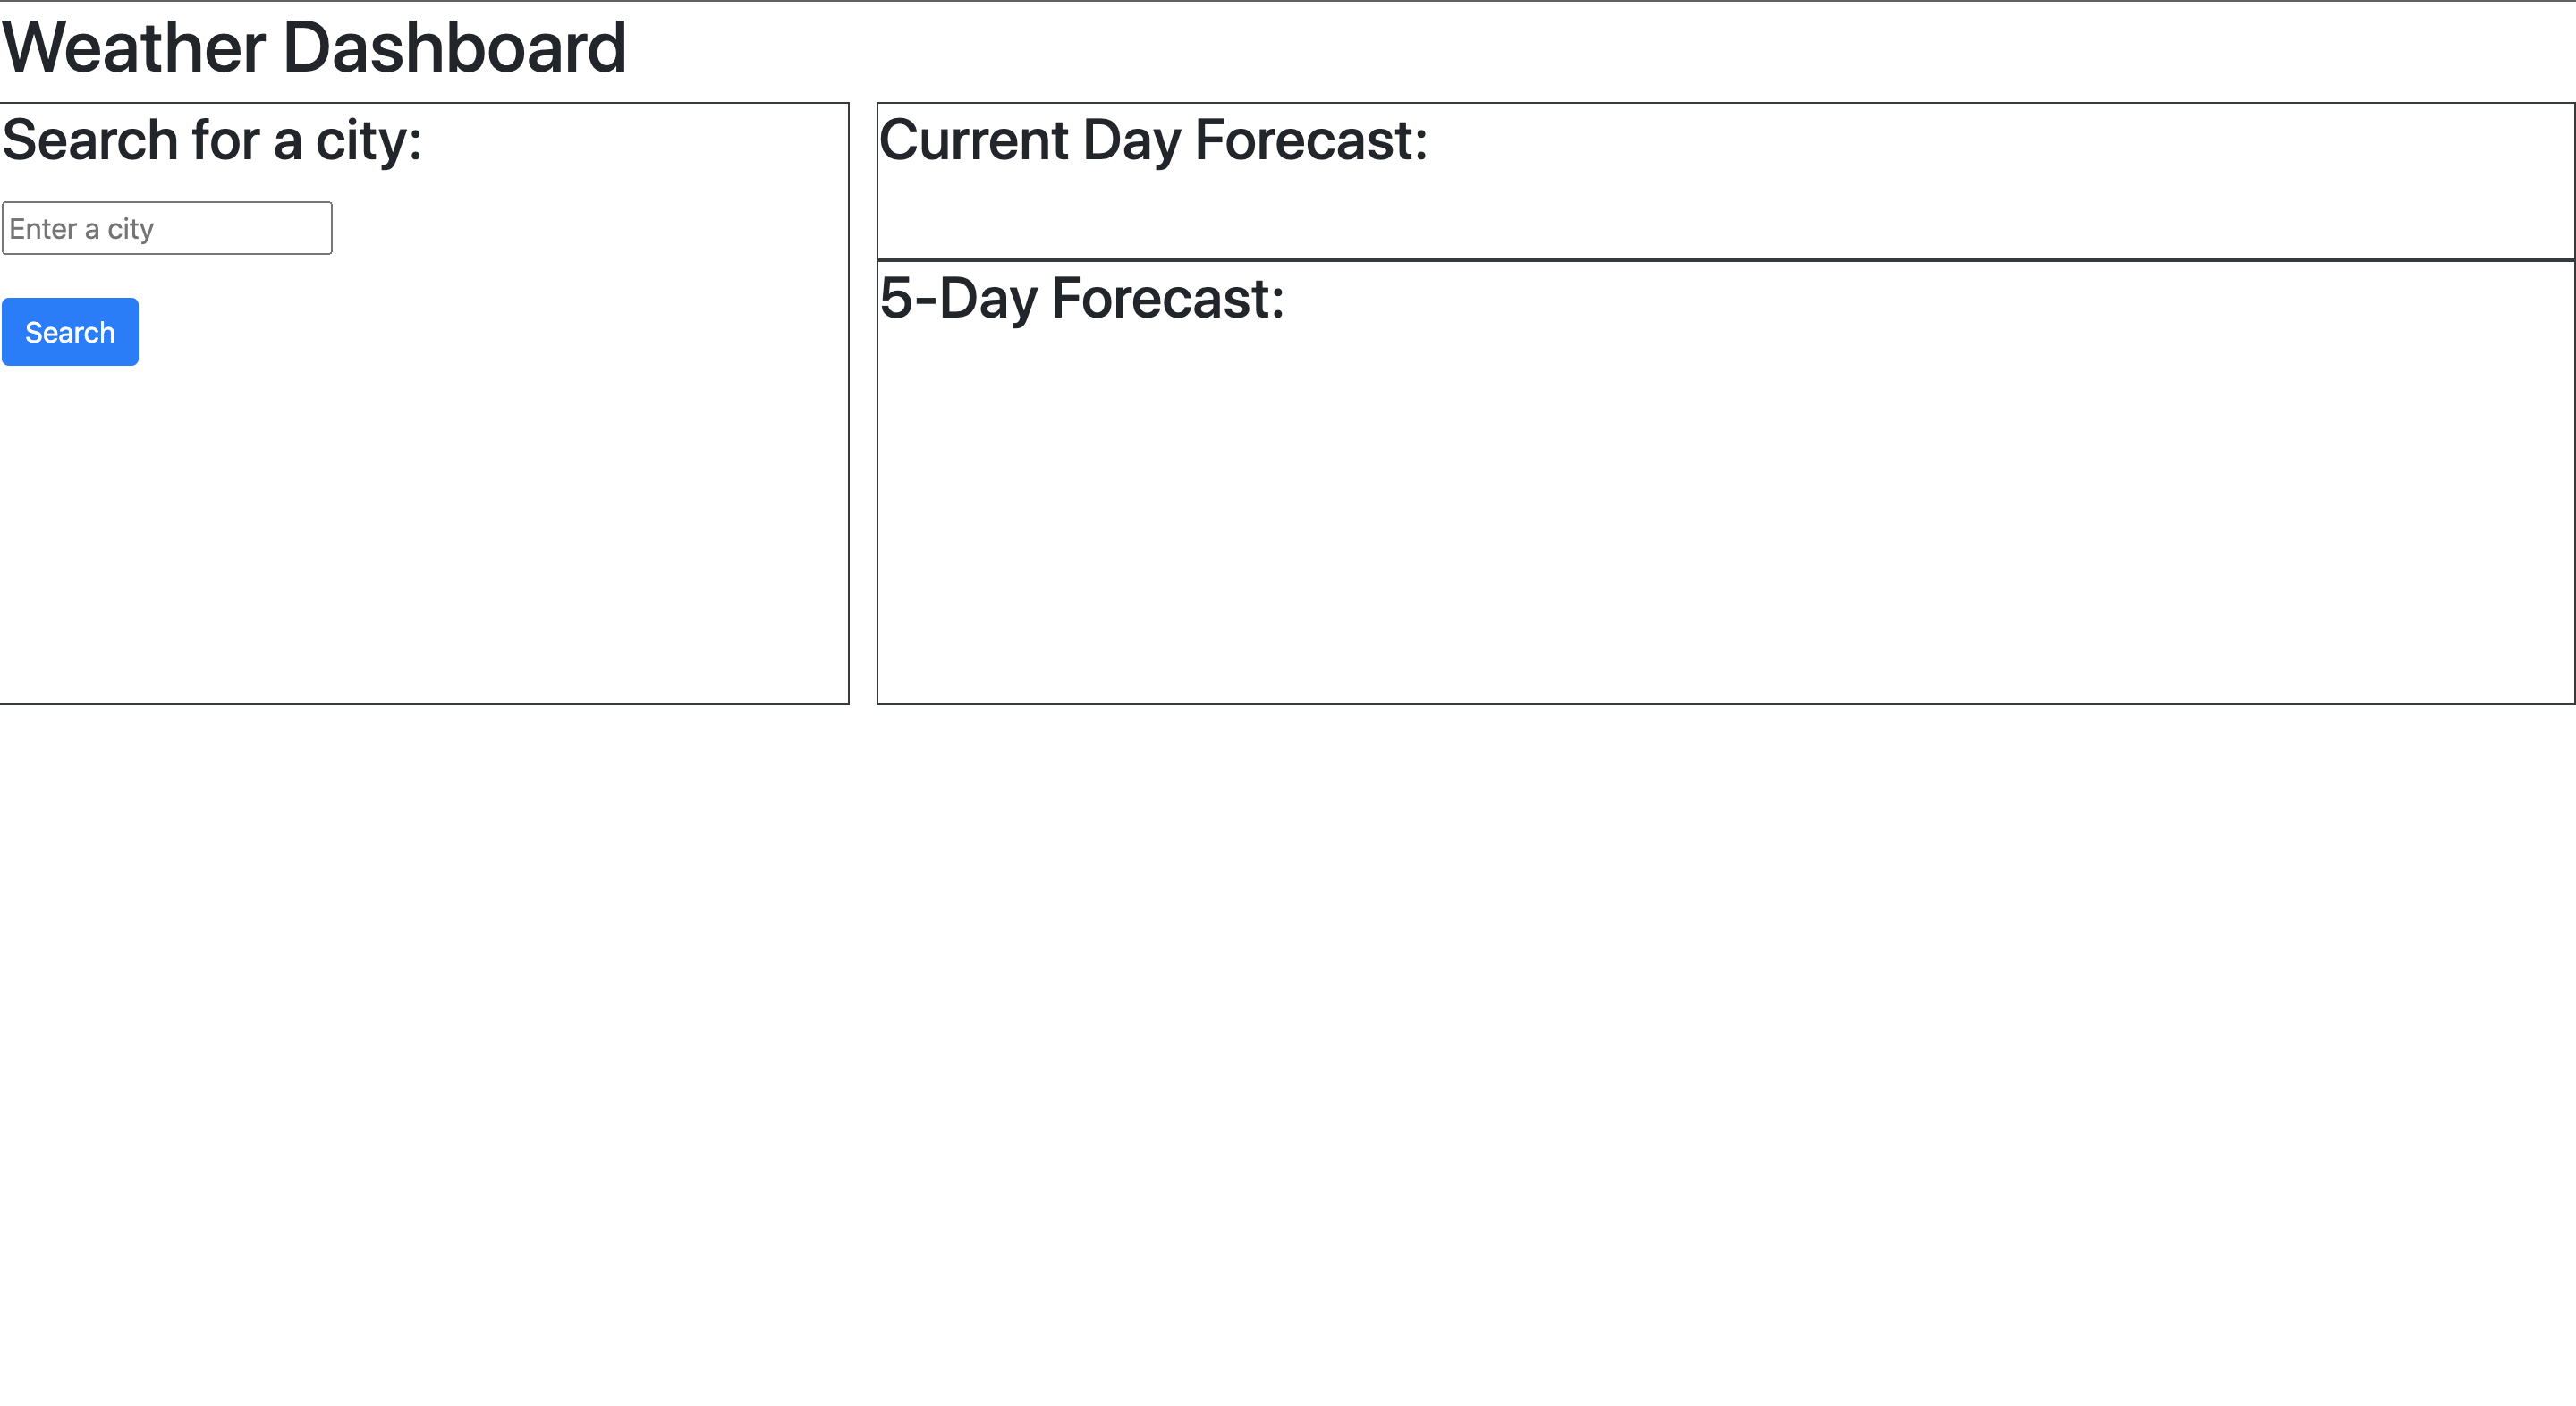 Weather Dashboard
Search for a city:
Enter a city
Search
Current Day Forecast:
5-Day Forecast: